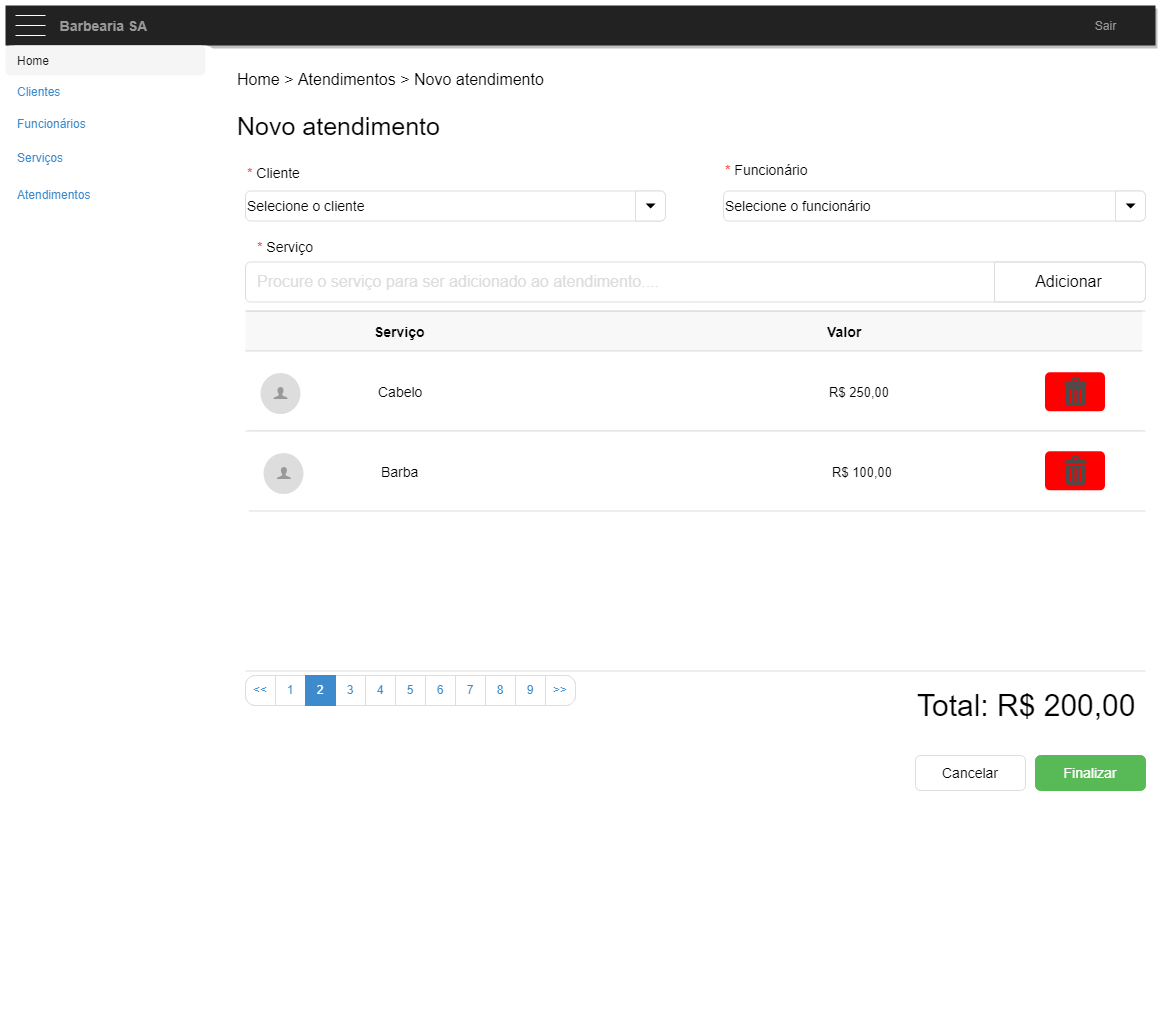 Barbearia SA
Sair
Home
Clientes
Funcionários
Serviços
Atendimentos
Home > Atendimentos > Novo atendimento
Novo atendimento
* Cliente
* Funcionário
Selecione o cliente
Selecione o funcionário
* Serviço
Procure o serviço para ser adicionado ao atendimento....
Adicionar
Serviço Valor
Cabelo R$ 250,00
Barba R$ 100,00
<< 1 2 3 4 5 6 7 8 9 >>
Total: R$ 200,00
Cancelar Finalizar